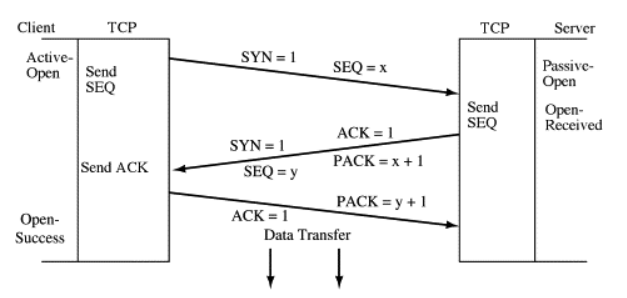 Client
TCP
TCP
Server
Active-
Open
Send
SEQ
SYN = 1
SEQ = x
Passive-
Open
Send
SEQ
Open-
Received
SYN = 1
ACK = 1
SEQ = y
PACK = x + 1
Send ACK
PACK = y + 1
ACK = 1
Open-
Success
Data Transfer